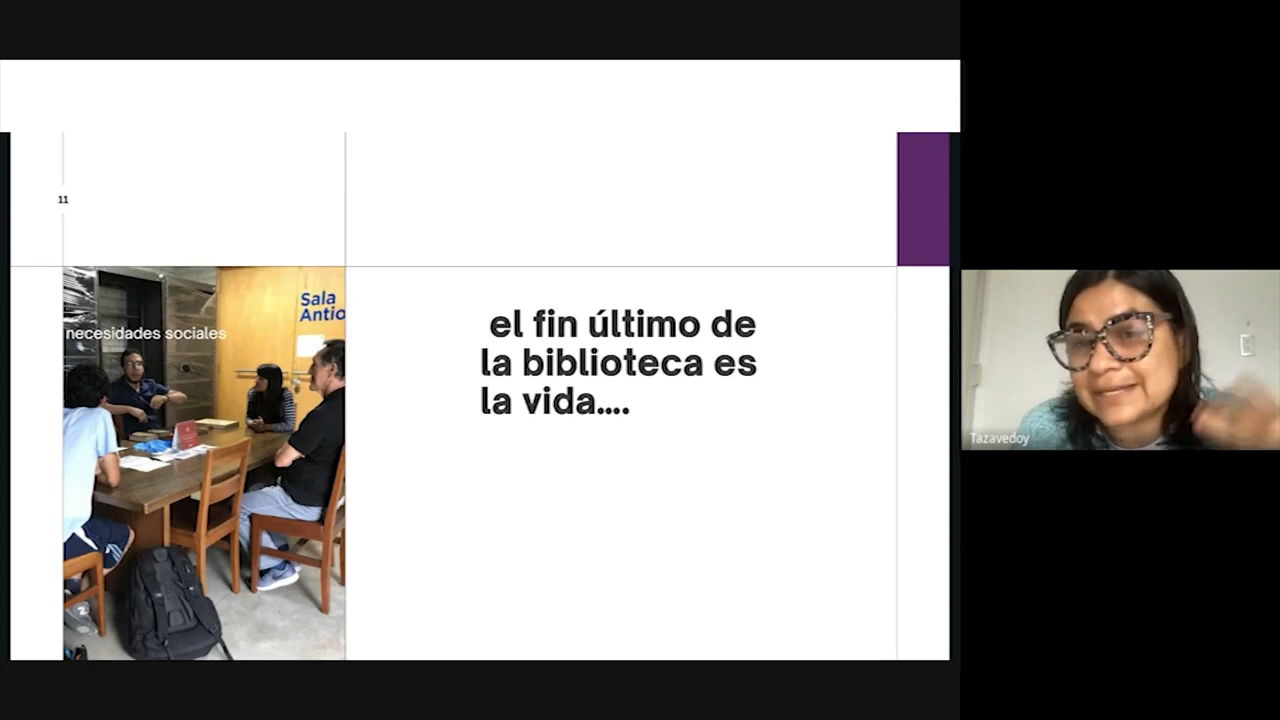 11
Sala
Antio
necesidades sociales
el fin último de
la biblioteca es
la vida....
Tazavedoy